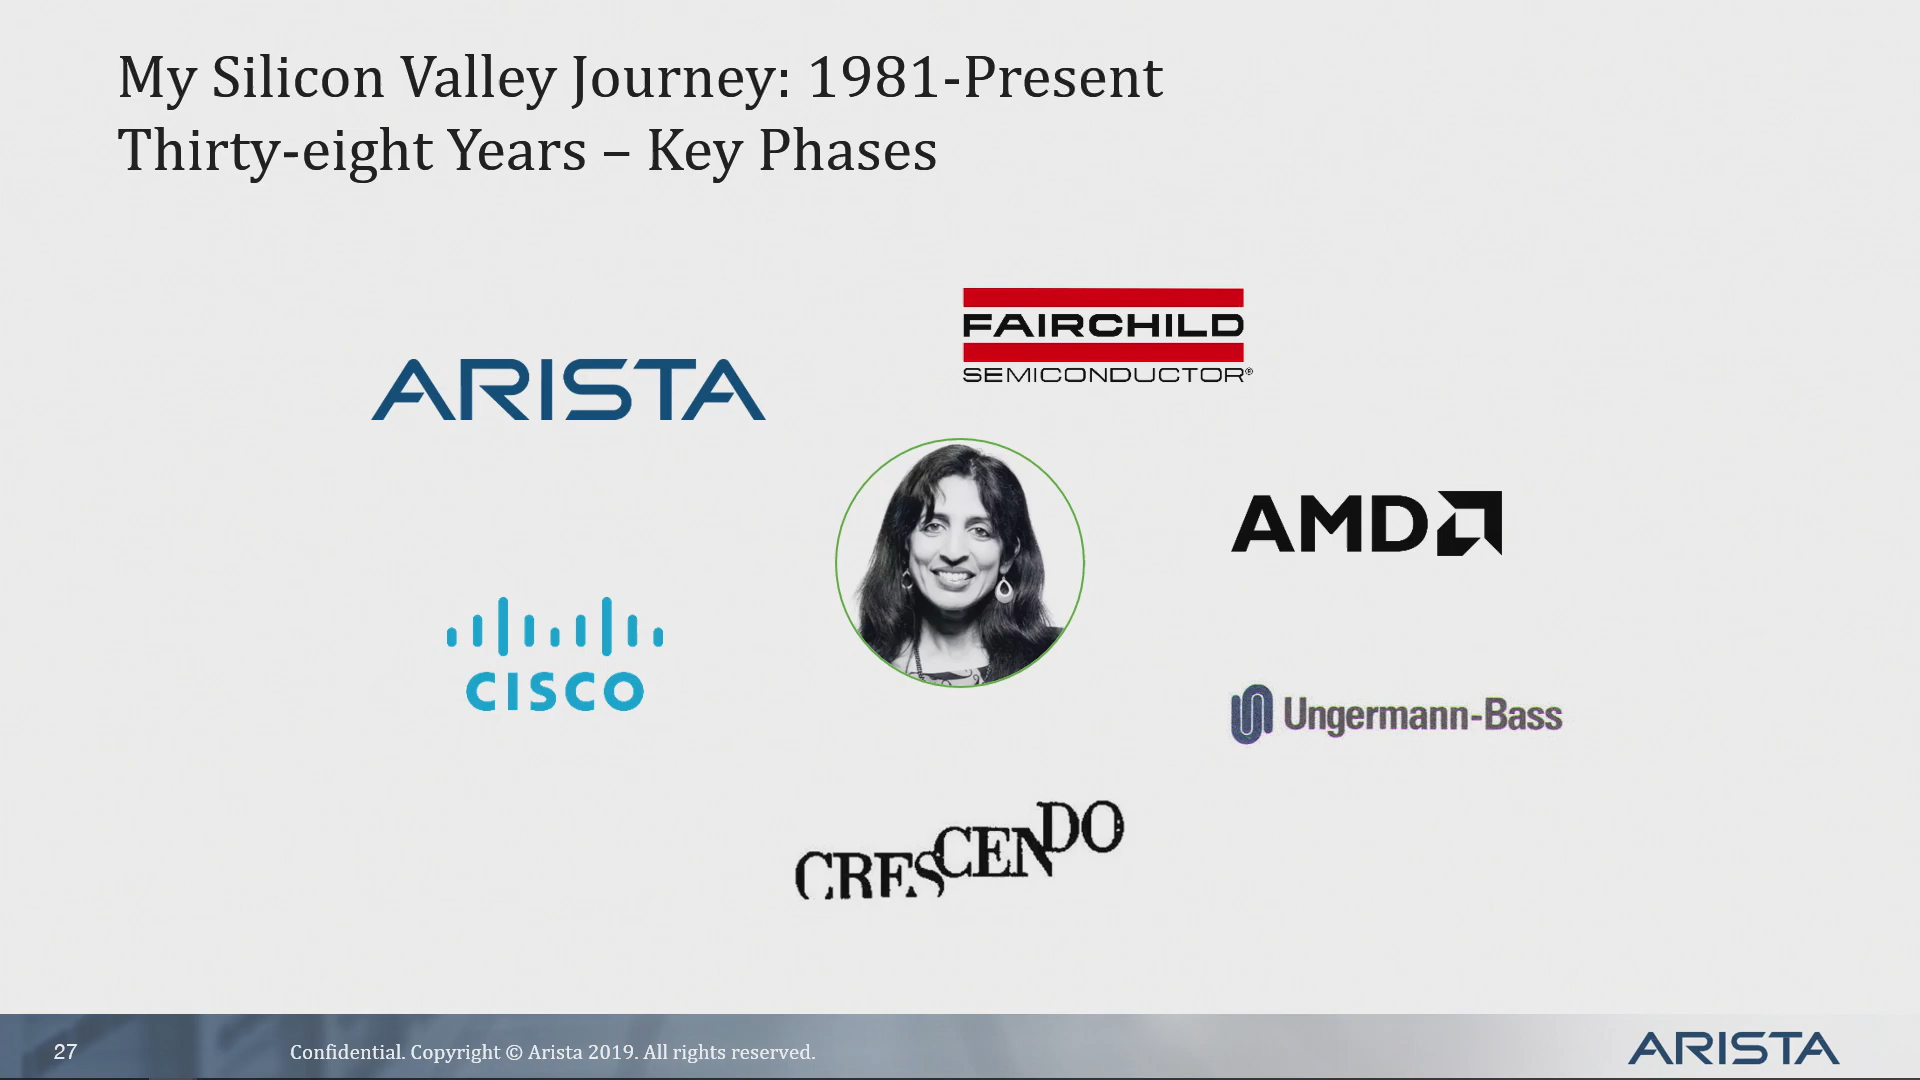 My Silicon Valley Journey: 1981-Present
Thirty-eight Years – Key Phases
FAIRCHILD
SEMICONDUCTOR®
ARISTA
AMD
CISCO
Ungermann-Bass
CRESCENDO
27
Confidential. Copyright © Arista 2019. All rights reserved.
ARISTA